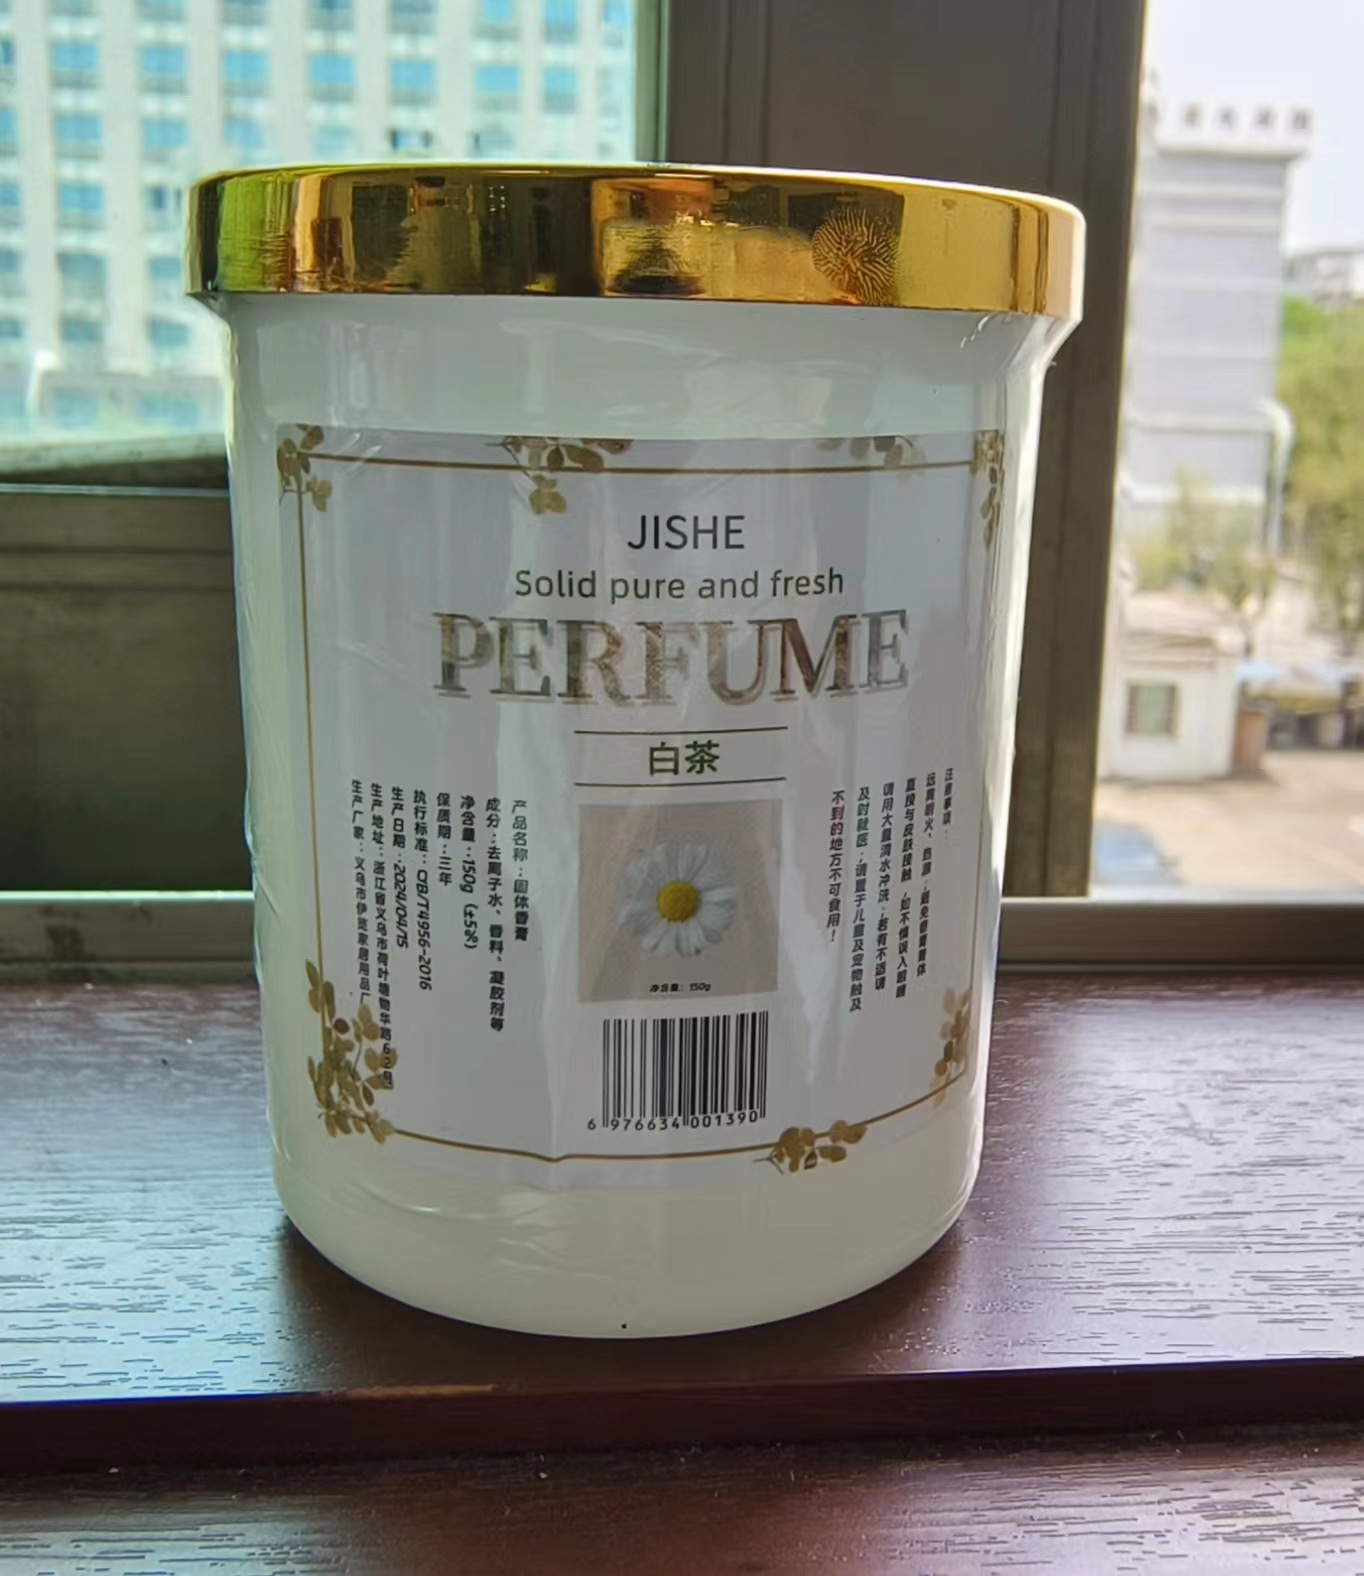 JISHE
Solid pure and fresh
PERFUME
白茶
产品名称：固体香膏
成分：去离子水、香料、凝胶剂等
净含量：150g（±5%）
保质期：三年
执行标准：QB/T4956-2016
生产日期：2024/04/15
生产地址：浙江省义乌市荷叶塘物华路62号
生产厂家：义乌市伊览家居用品厂
注意事项：
远离明火、热源，避免香膏膏体
直接与皮肤接触，如不慎误入眼睛
请用大量清水冲洗，若有不适请
及时就医；请置于儿童及宠物触及
不到的地方不可食用！
净含量：150g
6 976634 001390